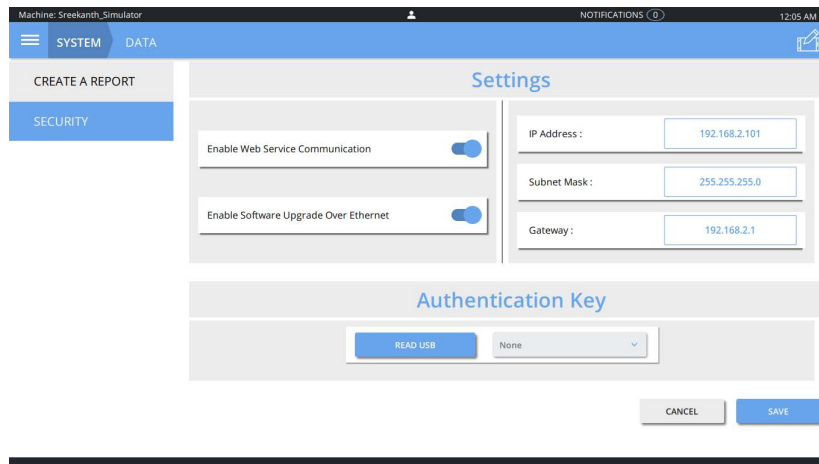 Machine: Sreekanth_Simulator
NOTIFICATIONS 0
12:05 AM
SYSTEM
DATA
CREATE A REPORT
SECURITY
Settings
Enable Web Service Communication
Enable Software Upgrade Over Ethernet
IP Address :
192.168.2.101
Subnet Mask :
255.255.255.0
Gateway :
192.168.2.1
Authentication Key
READ USB
None
CANCEL
SAVE